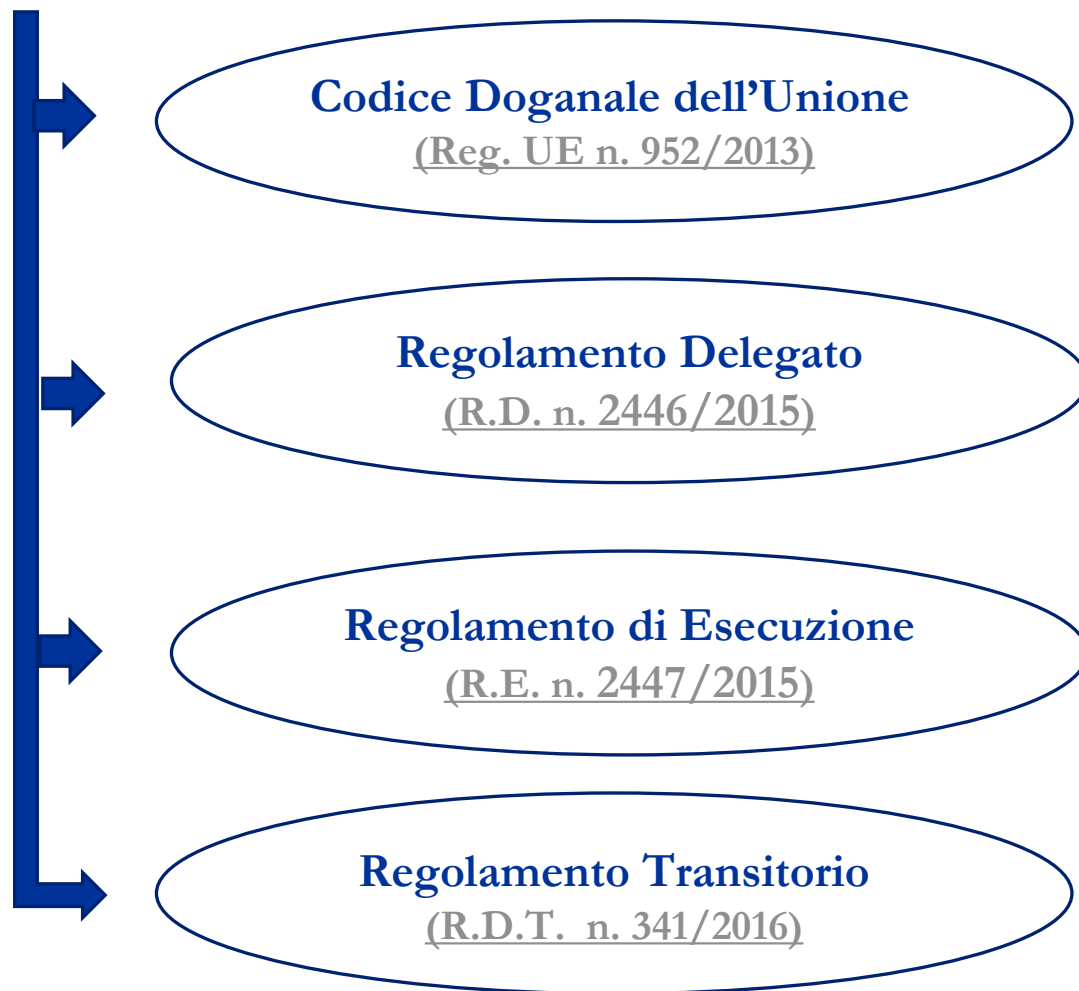 Codice Doganale dell’Unione
(Reg. UE n. 952/2013)
Regolamento Delegato
(R.D. n. 2446/2015)
Regolamento di Esecuzione
(R.E. n. 2447/2015)
Regolamento Transitorio
(R.D.T. n. 341/2016)